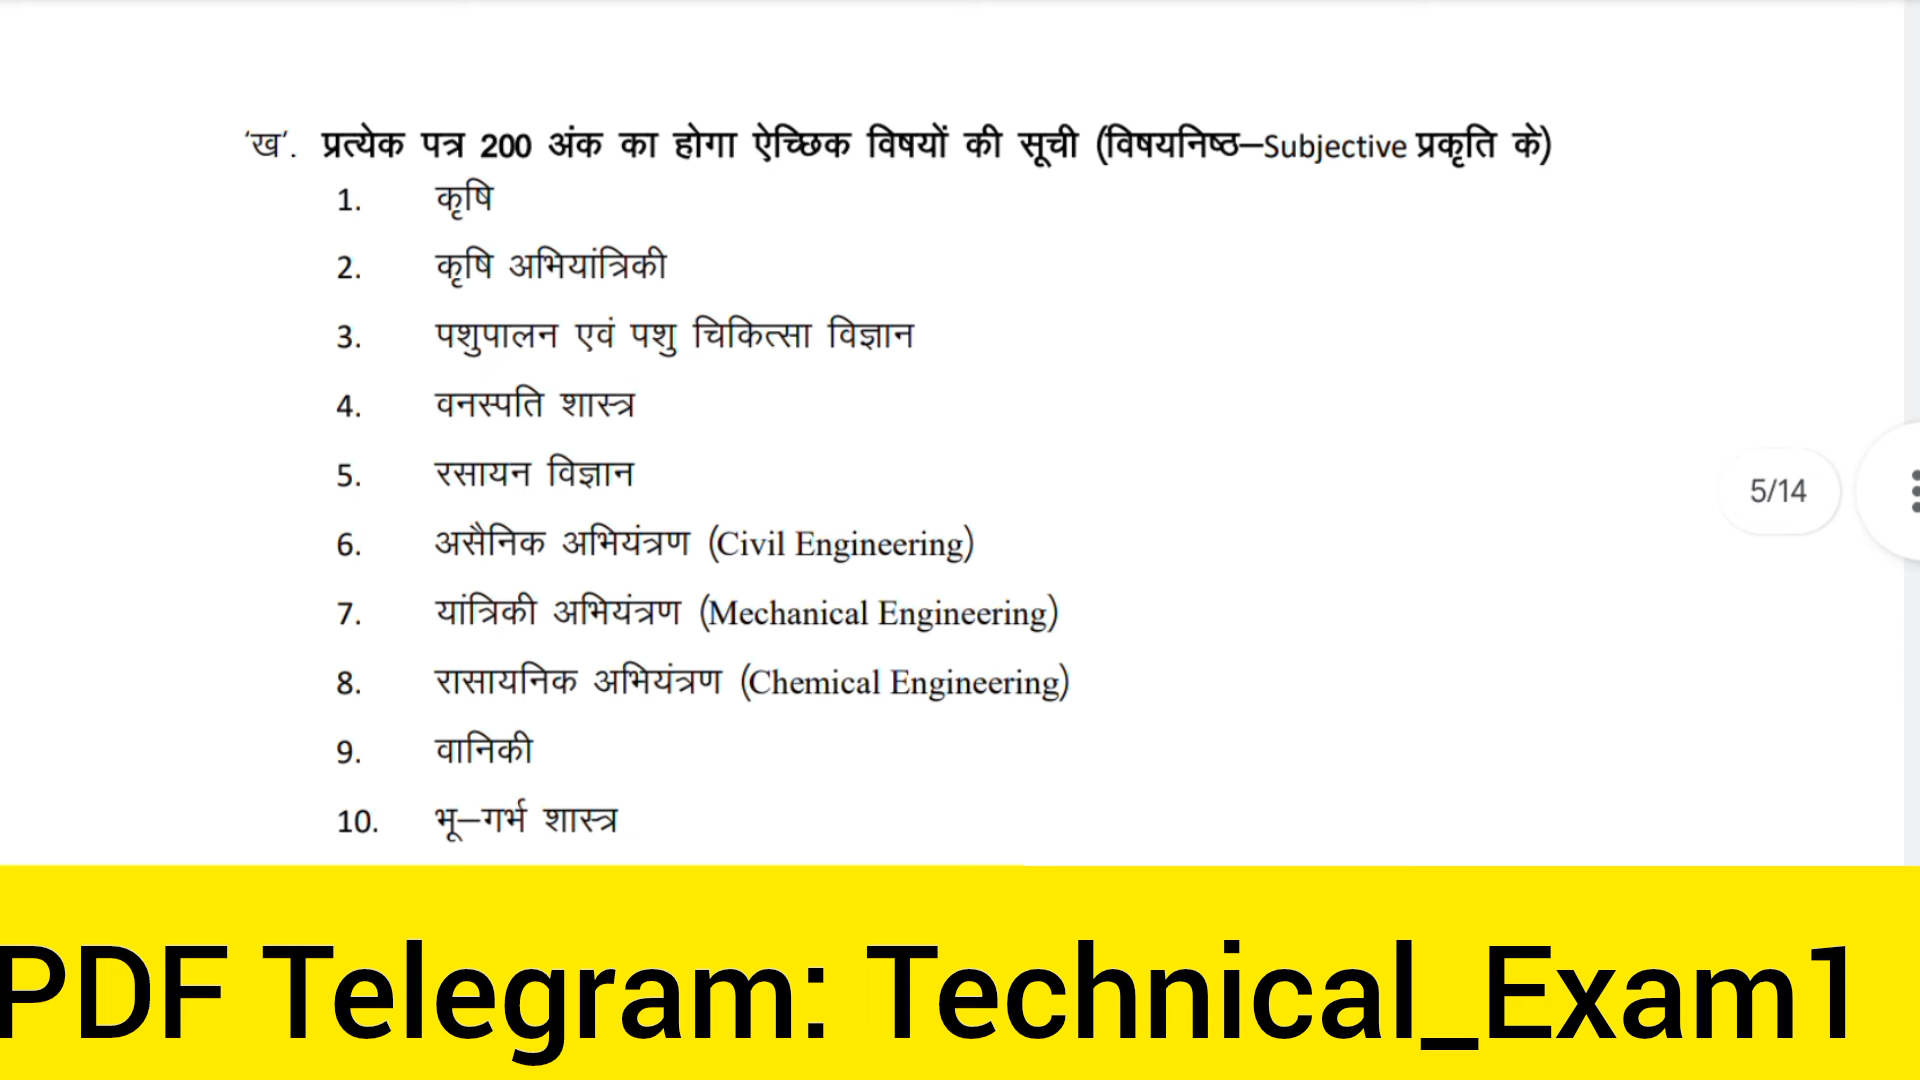 ‘ख’. प्रत्येक पत्र 200 अंक का होगा ऐच्छिक विषयों की सूची (विषयनिष्ठ–Subjective प्रकृति के)
1. कृषि
2. कृषि अभियांत्रिकी
3. पशुपालन एवं पशु चिकित्सा विज्ञान
4. वनस्पति शास्त्र
5. रसायन विज्ञान
5/14
6. असैनिक अभियंत्रण (Civil Engineering)
7. यांत्रिकी अभियंत्रण (Mechanical Engineering)
8. रासायनिक अभियंत्रण (Chemical Engineering)
9. वानिकी
10. भू–गर्भ शास्त्र
PDF Telegram: Technical_Exam1